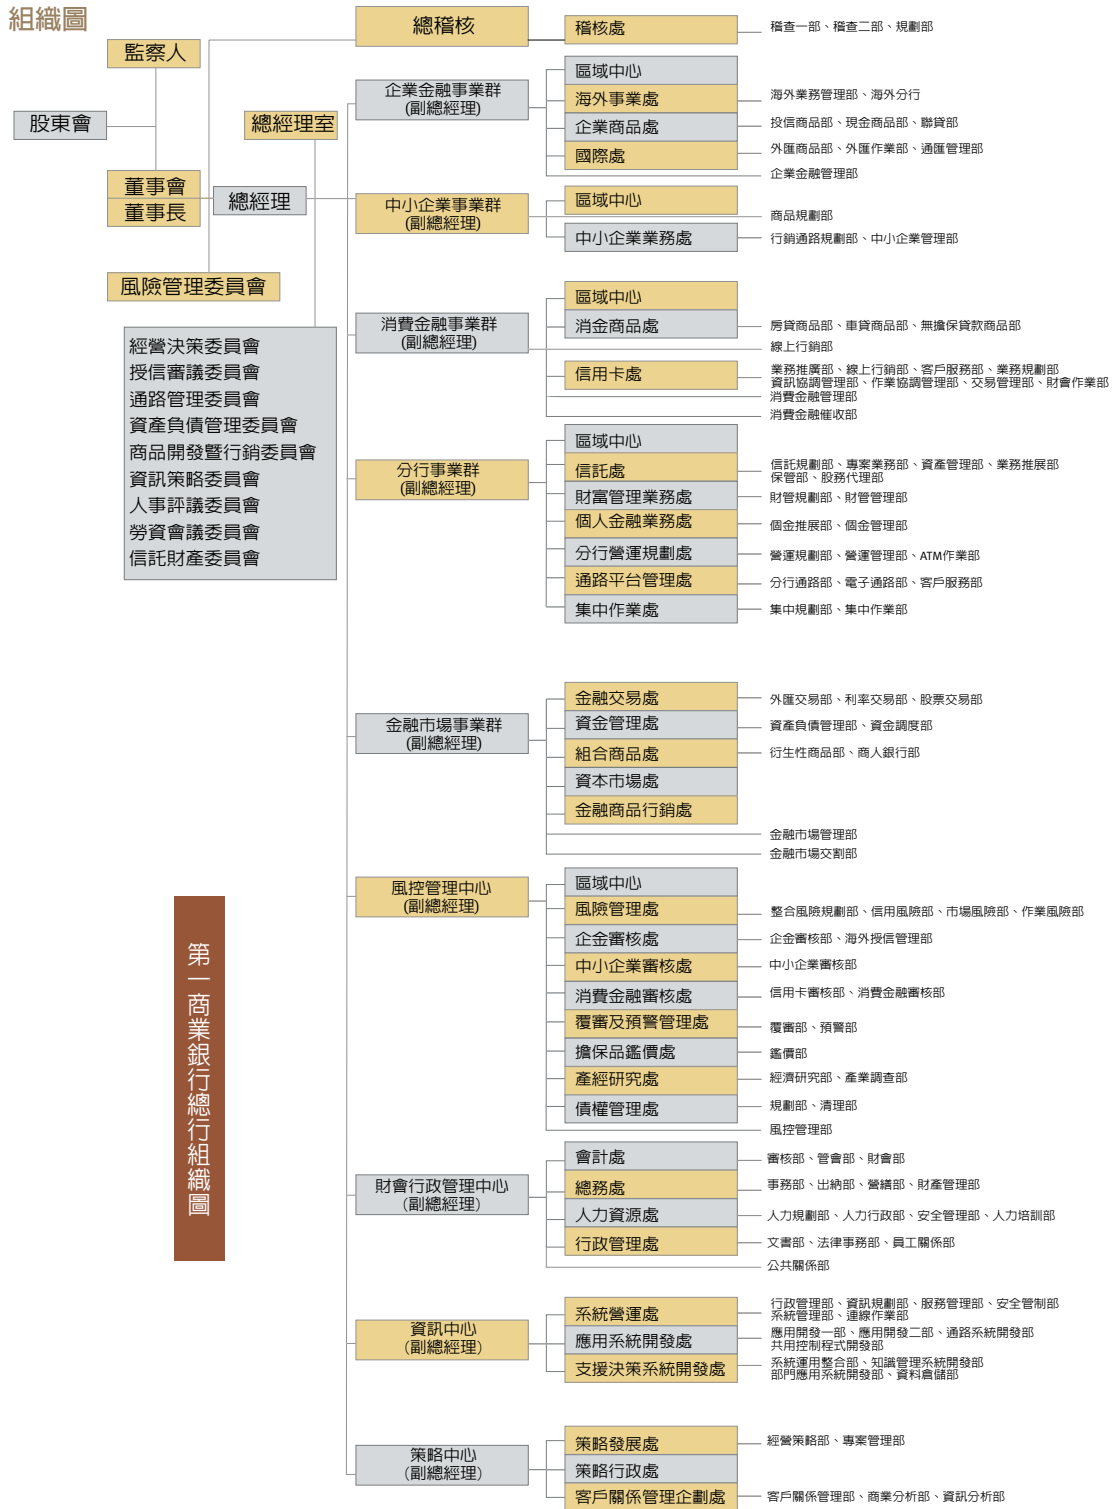 組織圖
總稽核
稽核處
稽查一部、稽查二部、規劃部
監察人
股東會
總經理室
董事會
董事長
總經理
風險管理委員會
經營決策委員會
授信審議委員會
通路管理委員會
資產負債管理委員會
商品開發暨行銷委員會
資訊策略委員會
人事評議委員會
勞資會議委員會
信託財產委員會
企業金融事業群
(副總經理)
區域中心
海外事業處
海外業務管理部、海外分行
企業商品處
授信商品部、現金商品部、聯貸部
國際處
外匯商品部、外匯作業部、通匯管理部
企業金融管理部
中小企業事業群
(副總經理)
區域中心
商品規劃部
中小企業業務處
行銷通路規劃部、中小企業管理部
消費金融事業群
(副總經理)
區域中心
消金商品處
房貸商品部、車貸商品部、無擔保貸款商品部
線上行銷部
信用卡處
業務推廣部、線上行銷部、客戶服務部、業務規劃部
資訊協調管理部、作業協調管理部、交易管理部、財會作業部
消費金融管理部
消費金融催收部
分行事業群
(副總經理)
區域中心
信託處
信託規劃部、專案業務部、資產管理部、業務推展部
保管部、股務代理部
財富管理業務處
財管規劃部、財管管理部
個人金融業務處
個金推展部、個金管理部
分行營運規劃處
營運規劃部、營運管理部、ATM作業部
通路平台管理處
分行通路部、電子通路部、客戶服務部
集中作業處
集中規劃部、集中作業部
金融市場事業群
(副總經理)
金融交易處
外匯交易部、利率交易部、股票交易部
資金管理處
資產負債管理部、資金調度部
組合商品處
衍生性商品部、商人銀行部
資本市場處
金融商品行銷處
金融市場管理部
金融市場交割部
風控管理中心
(副總經理)
區域中心
風險管理處
整合風險規劃部、信用風險部、市場風險部、作業風險部
企金審核處
企金審核部、海外授信管理部
中小企業審核處
中小企業審核部
消費金融審核處
信用卡審核部、消費金融審核部
覆審及預警管理處
覆審部、預警部
擔保品鑑價處
鑑價部
產經研究處
經濟研究部、產業調查部
債權管理處
規劃部、清理部
風控管理部
財會行政管理中心
(副總經理)
會計處
審核部、管會部、財會部
總務處
事務部、出納部、營繕部、財產管理部
人力資源處
人力規劃部、人力行政部、安全管理部、人力培訓部
行政管理處
文書部、法律事務部、員工關係部
公共關係部
資訊中心
(副總經理)
系統營運處
行政管理部、資訊規劃部、服務管理部、安全管制部
系統管理部、連線作業部
應用系統開發處
應用開發一部、應用開發二部、通路系統開發部
共用控制程式開發部
支援決策系統開發處
系統運用整合部、知識管理系統開發部
部門應用系統開發部、資料倉儲部
策略中心
(副總經理)
策略發展處
經營策略部、專案管理部
策略行政處
客戶關係管理企劃處
客戶關係管理部、商業分析部、資訊分析部
第一商業銀行總行組織圖